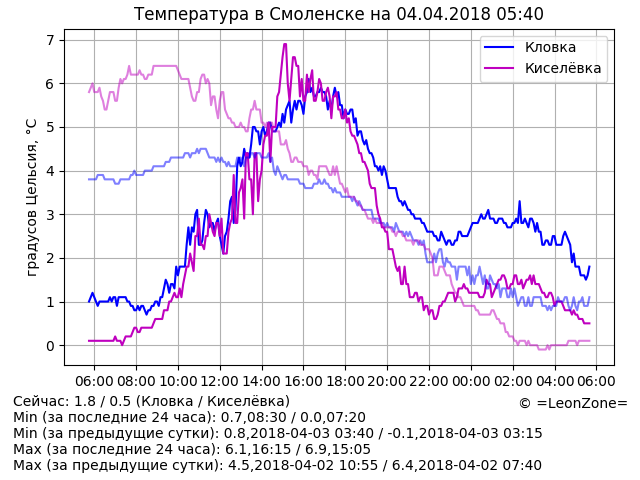 Температура в Смоленске на 04.04.2018 05:40
градусов Цельсия, °C
7
6
5
4
3
2
1
0
Кловка
Киселёвка
06:00 08:00 10:00 12:00 14:00 16:00 18:00 20:00 22:00 00:00 02:00 04:00 06:00
Сейчас: 1.8 / 0.5 (Кловка / Киселёвка)
© =LeonZone=
Min (за последние 24 часа): 0.7,08:30 / 0.0,07:20
Min (за предыдущие сутки): 0.8,2018-04-03 03:40 / -0.1,2018-04-03 03:15
Max (за последние 24 часа): 6.1,16:15 / 6.9,15:05
Max (за предыдущие сутки): 4.5,2018-04-02 10:55 / 6.4,2018-04-02 07:40